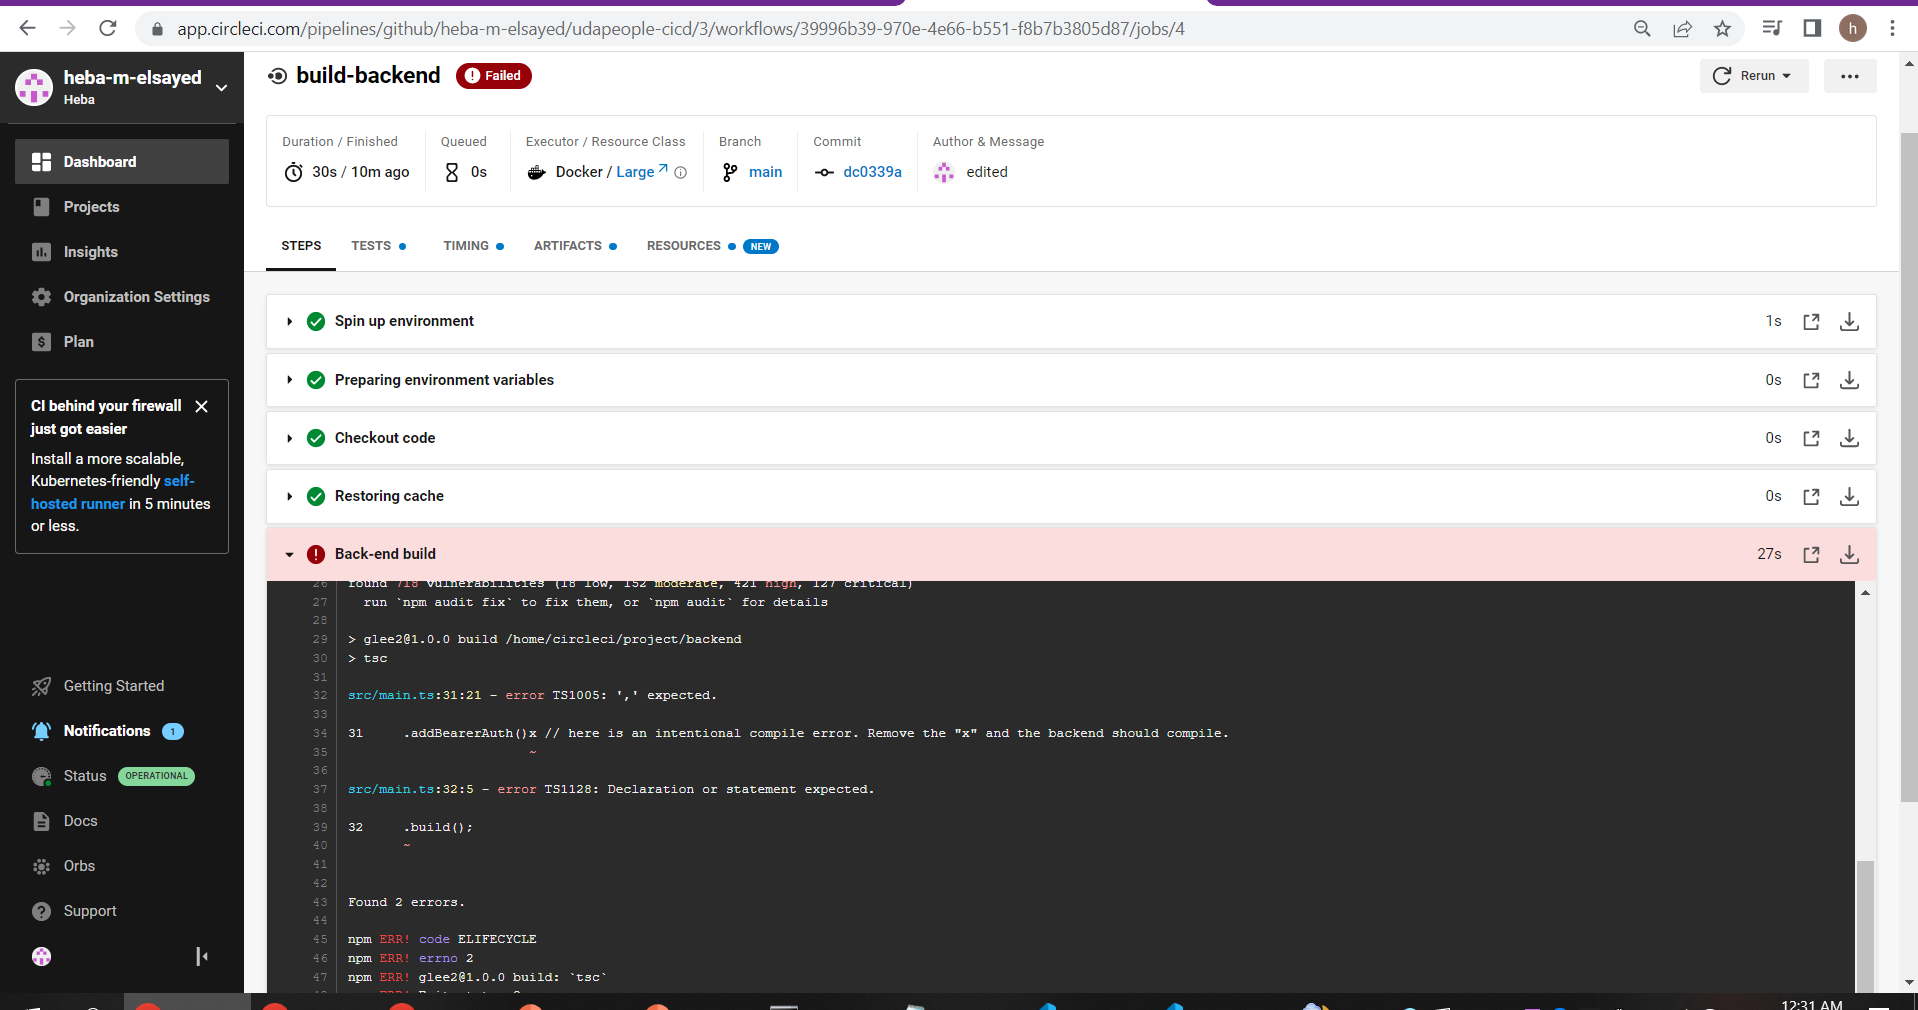 app.circleci.com/pipelines/github/heba-m-elsayed/udapeople-cicd/3/workflows/39996b39-970e-4e66-b551-f8b7b3805d87/jobs/4
h
heba-m-elsayed
Heba
Dashboard
Projects
Insights
Organization Settings
Plan
CI behind your firewall
just got easier
Install a more scalable,
Kubernetes-friendly self-
hosted runner in 5 minutes
or less.
Getting Started
Notifications 1
Status OPERATIONAL
Docs
Orbs
Support
build-backend Failed
Rerun
Duration / Finished
30s / 10m ago
Queued
0s
Executor / Resource Class
Docker / Large
Branch
main
Commit
dc0339a
Author & Message
edited
STEPS TESTS TIMING ARTIFACTS RESOURCES NEW
Spin up environment 1s
Preparing environment variables 0s
Checkout code 0s
Restoring cache 0s
Back-end build 27s
26 found 718 vulnerabilities (18 low, 152 moderate, 421 high, 127 critical)
27 run `npm audit fix` to fix them, or `npm audit` for details
28
29 > glee2@1.0.0 build /home/circleci/project/backend
30 > tsc
31
32 src/main.ts:31:21 - error TS1005: ',' expected.
33
34 31 .addBearerAuth()x // here is an intentional compile error. Remove the "x" and the backend should compile.
35 ~
36
37 src/main.ts:32:5 - error TS1128: Declaration or statement expected.
38
39 32 .build();
40 ~
41
42
43 Found 2 errors.
44
45 npm ERR! code ELIFECYCLE
46 npm ERR! errno 2
47 npm ERR! glee2@1.0.0 build: `tsc`
12:31 AM